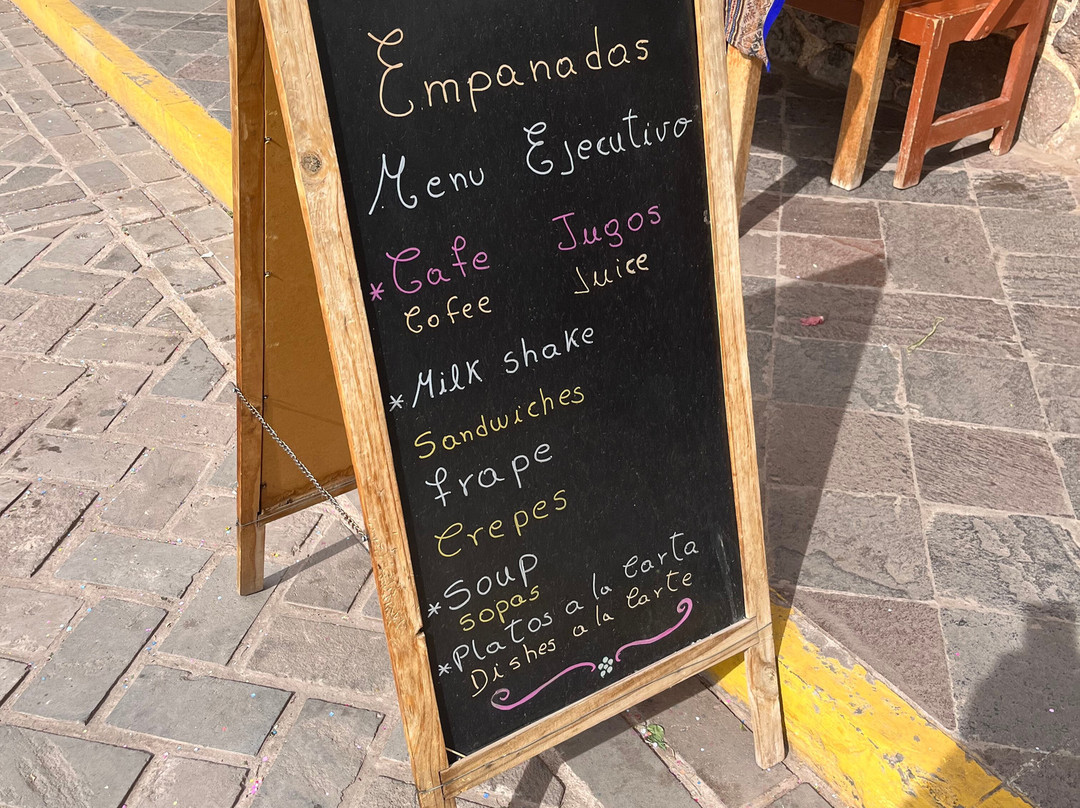 Empanadas
Menu Ejecutivo
* Cafe Jugos
Cofee Juice
* Milk shake
Sandwiches
frape
Crepes
* Soup
sopas
* Platos a la Carta
Dishes a la Carte